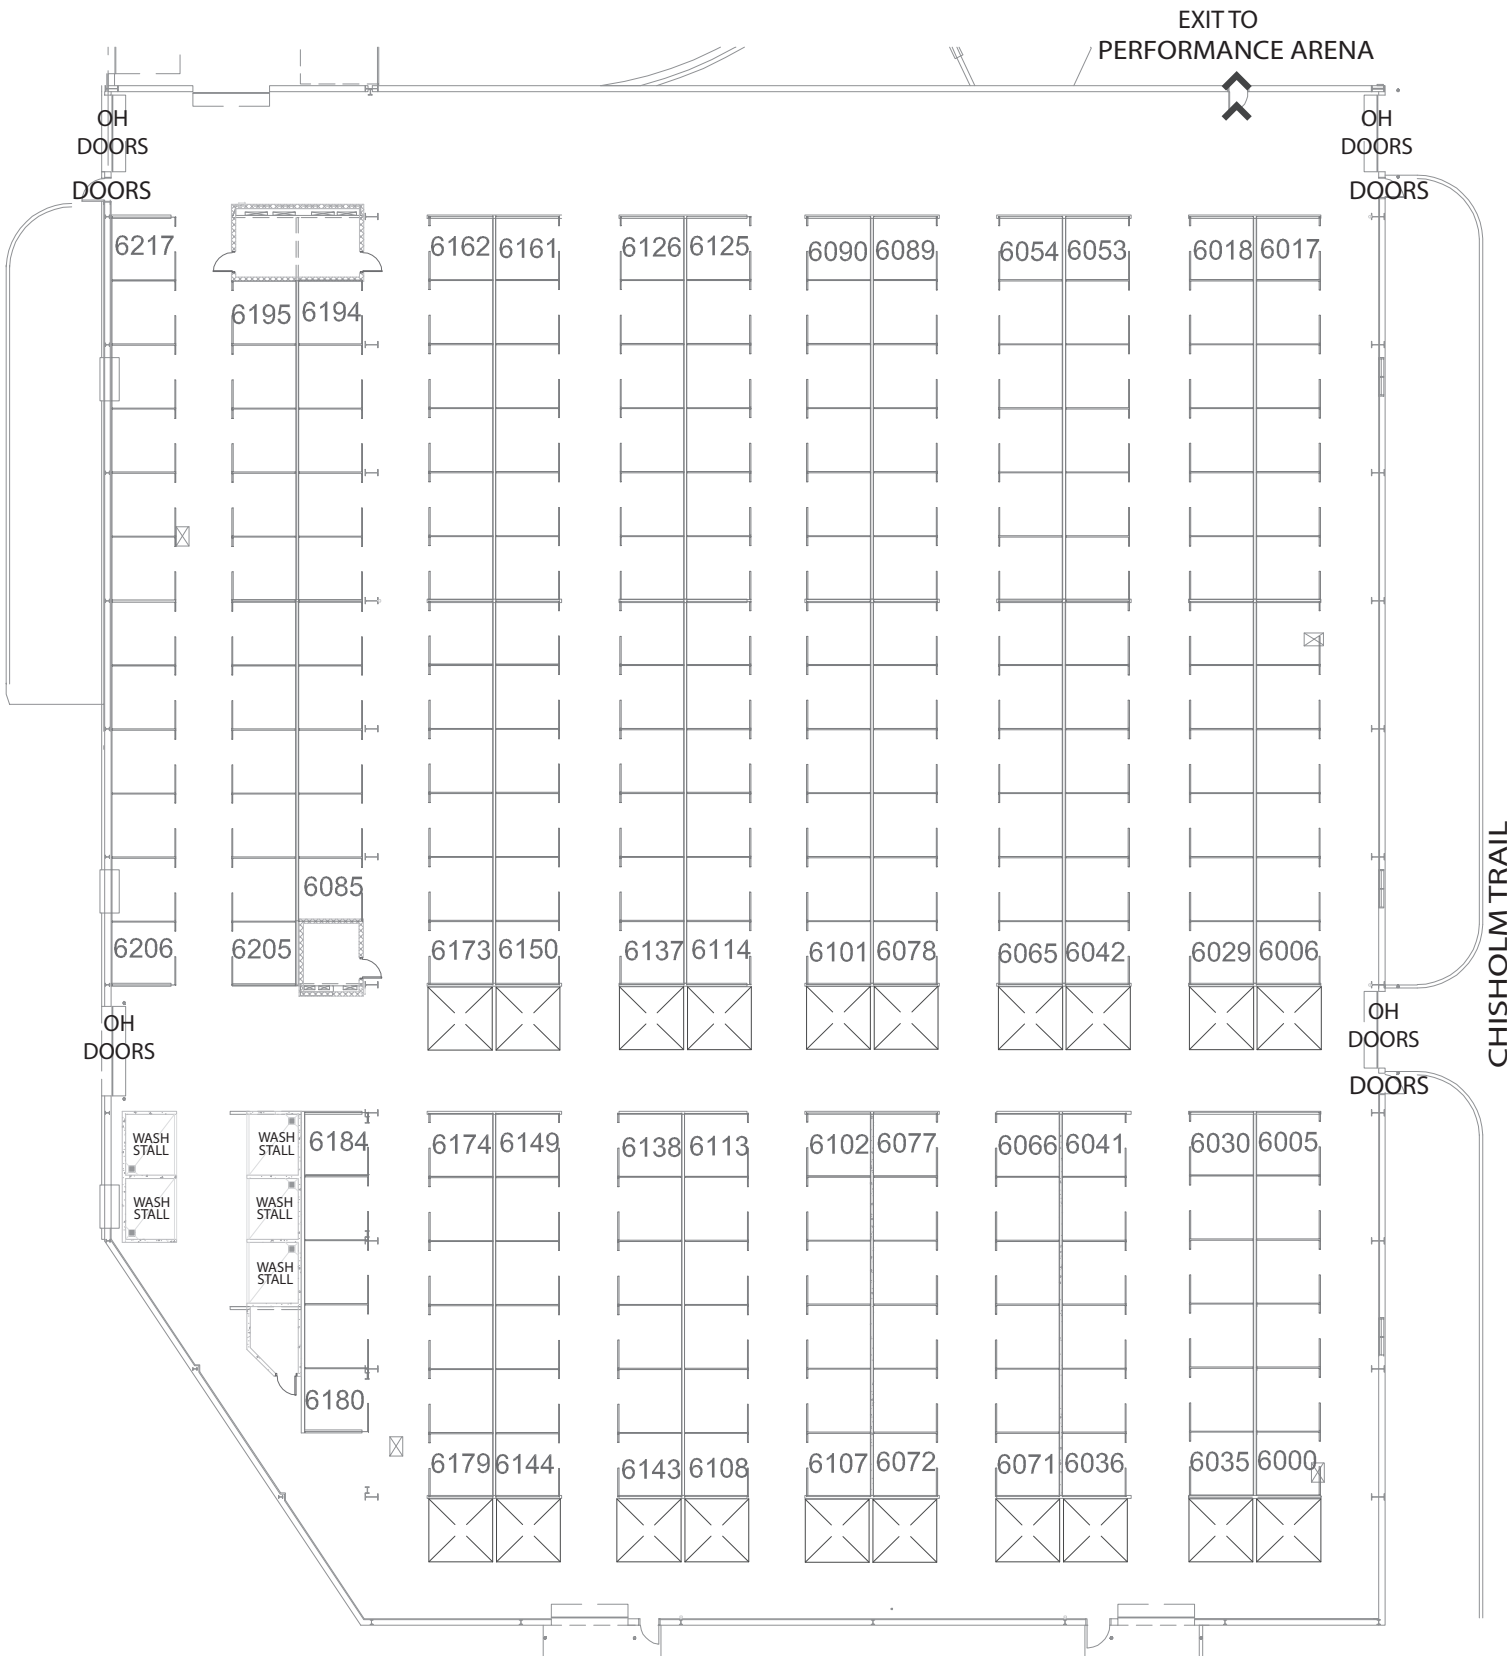 EXIT TO
PERFORMANCE ARENA
OH
DOORS
DOORS
OH
DOORS
DOORS
6217
6162 6161
6126 6125
6090 6089
6054 6053
6018 6017
6195 6194
6085
6206
6205
6173 6150
6137 6114
6101 6078
6065 6042
6029 6006
CHISHOLM TRAIL
OH
DOORS
OH
DOORS
DOORS
WASH
STALL
WASH
STALL
6184
6174 6149
6138 6113
6102 6077
6066 6041
6030 6005
WASH
STALL
WASH
STALL
WASH
STALL
6180
6179 6144
6143 6108
6107 6072
6071 6036
6035 6000